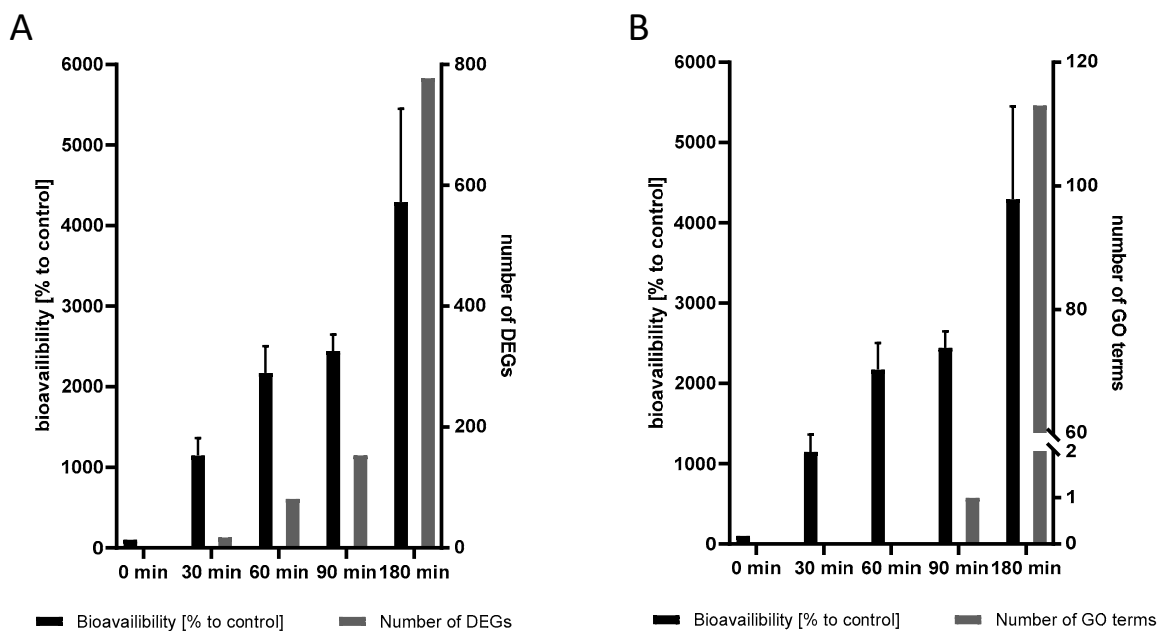 A
bioavailibility [% to control]
6000
5000
4000
3000
2000
1000
0
800
600
400
200
0
number of DEGs
0 min 30 min 60 min 90 min 180 min
Bioavailibility [% to control] Number of DEGs
B
bioavailibility [% to control]
6000
5000
4000
3000
2000
1000
0
120
100
80
60
2
1
0
number of GO terms
0 min 30 min 60 min 90 min 180 min
Bioavailibility [% to control] Number of GO terms